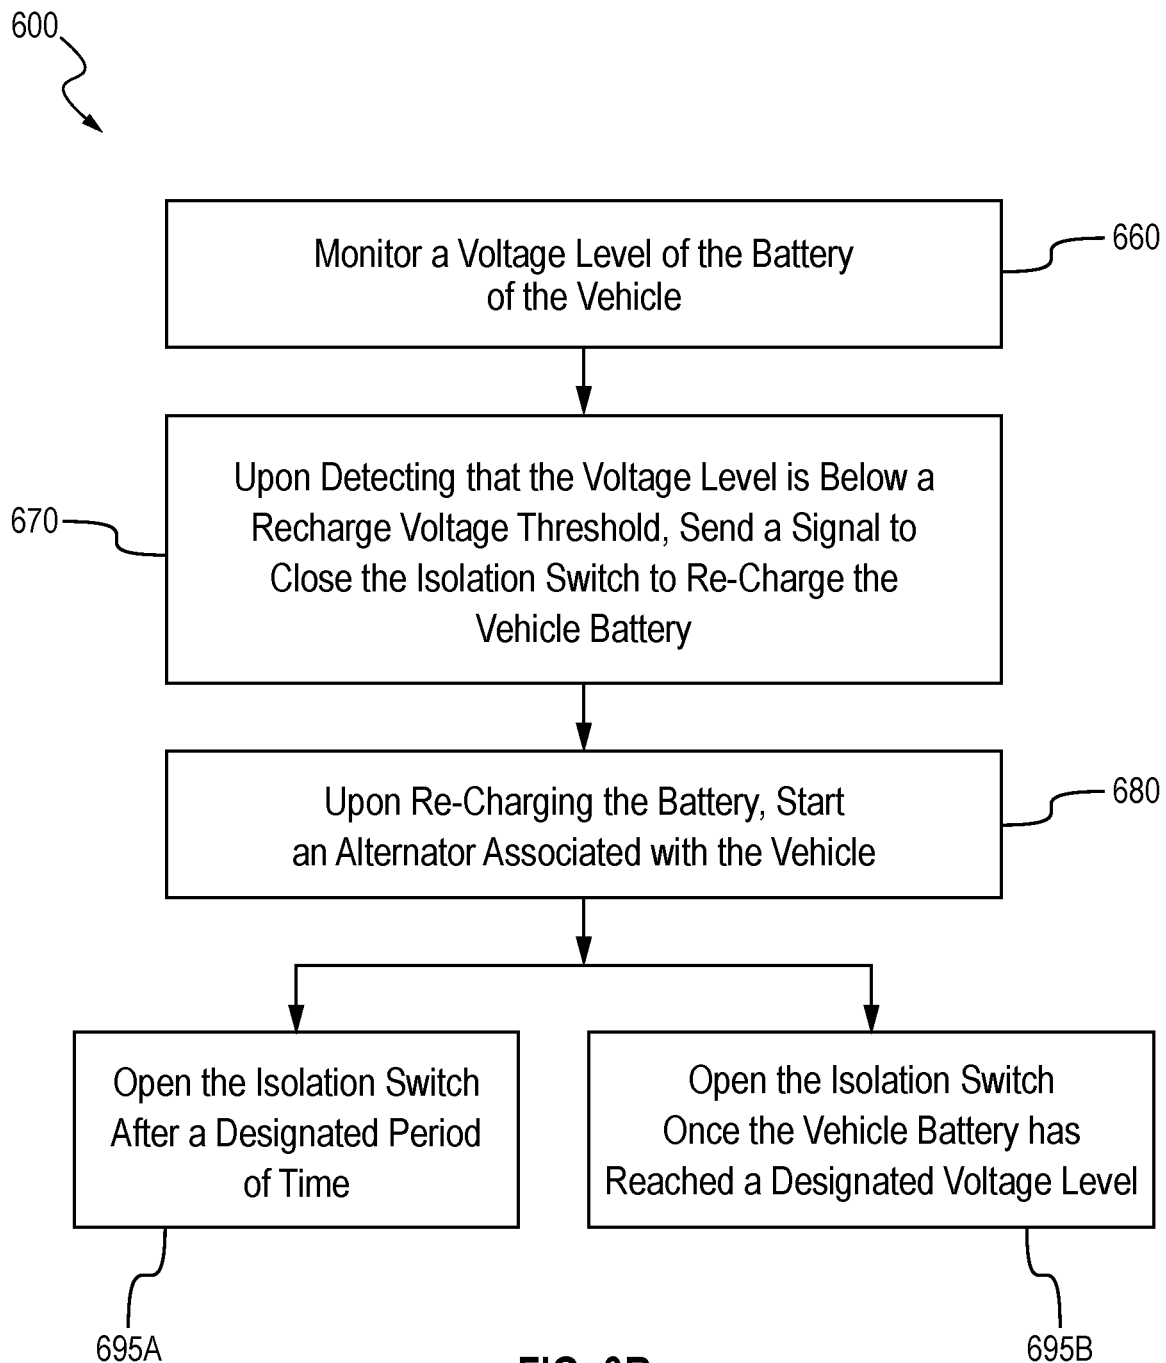 600
Monitor a Voltage Level of the Battery
of the Vehicle
660
Upon Detecting that the Voltage Level is Below a
Recharge Voltage Threshold, Send a Signal to
Close the Isolation Switch to Re-Charge the
Vehicle Battery
670
Upon Re-Charging the Battery, Start
an Alternator Associated with the Vehicle
680
Open the Isolation Switch
After a Designated Period
of Time
Open the Isolation Switch
Once the Vehicle Battery has
Reached a Designated Voltage Level
695A
695B